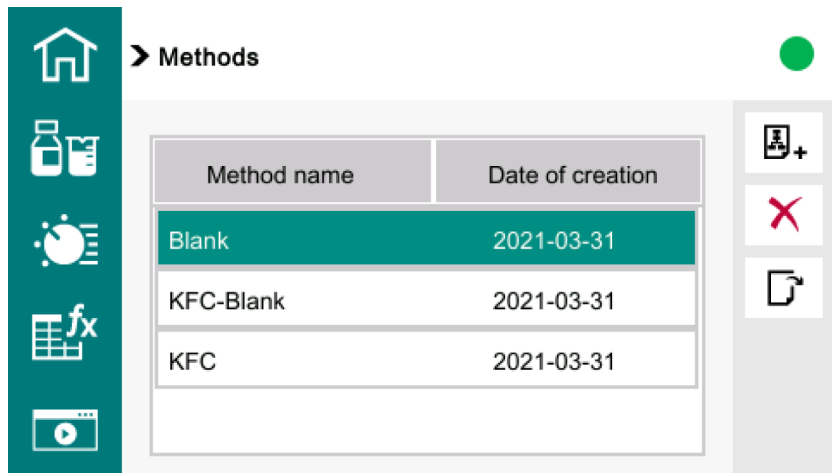 Methods
Method name Date of creation
Blank 2021-03-31
KFC-Blank 2021-03-31
KFC 2021-03-31
fx